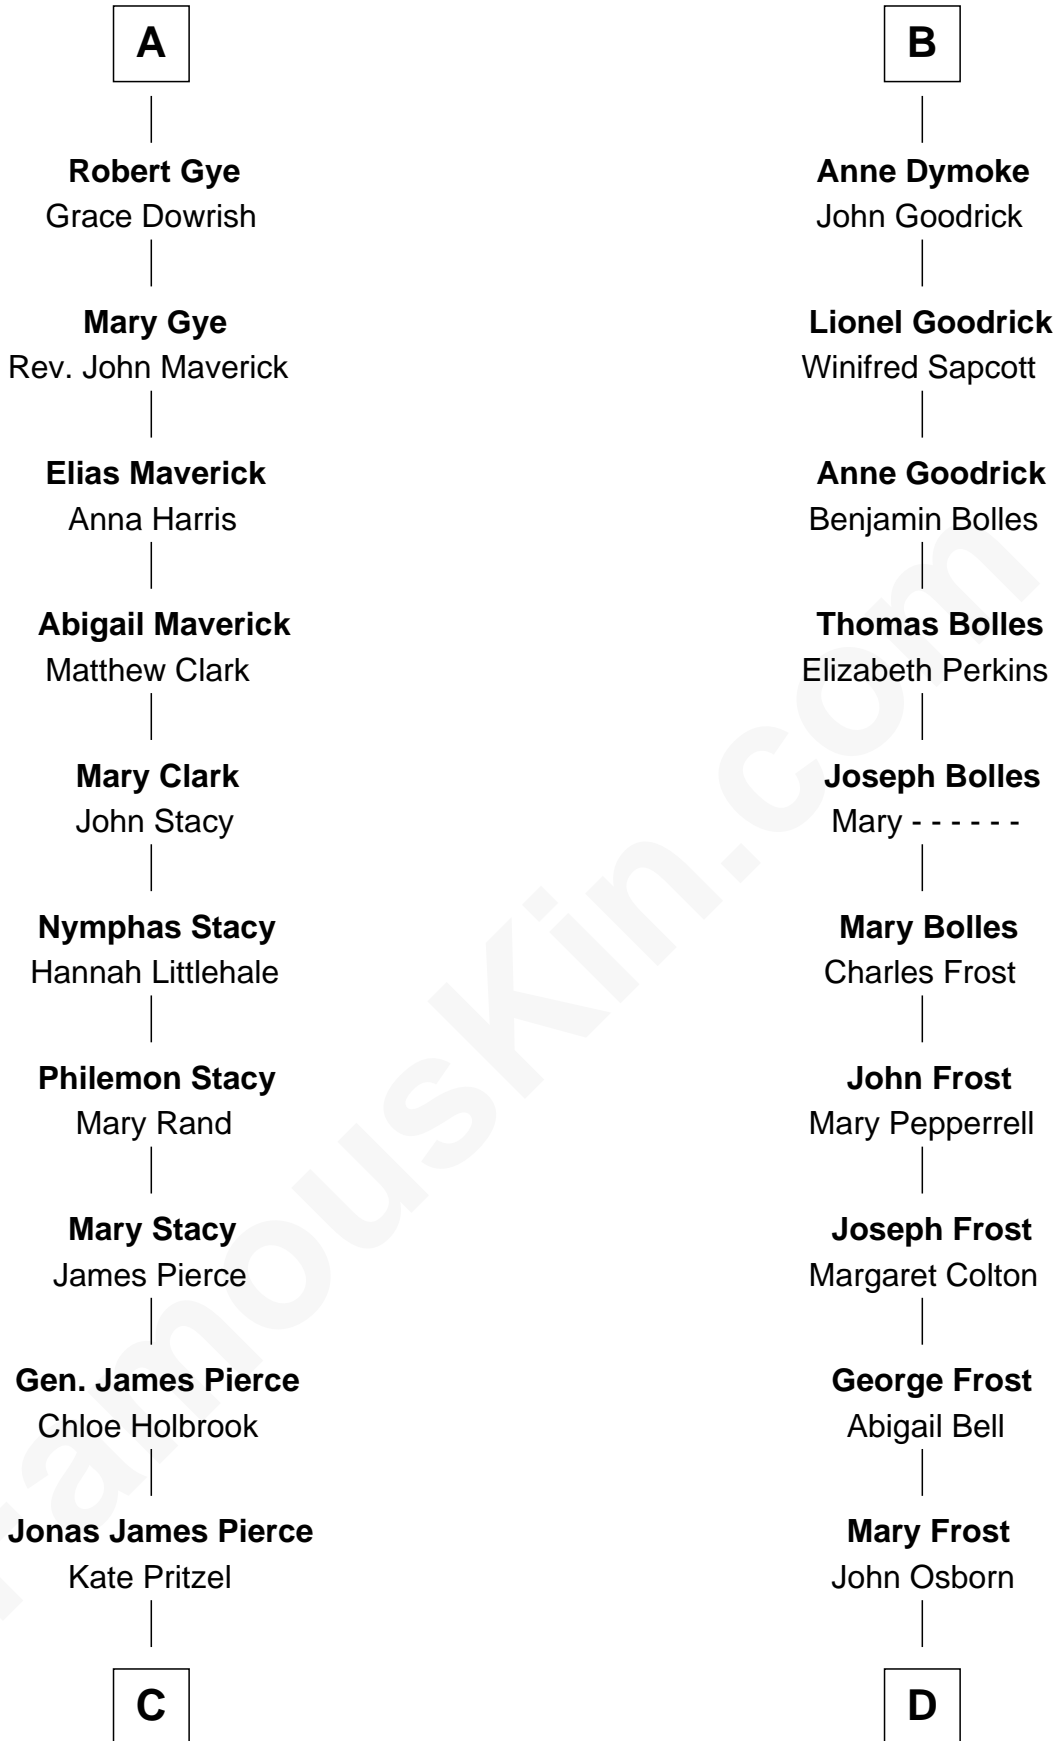 A
Robert Gye
Grace Dowrish
Mary Gye
Rev. John Maverick
Elias Maverick
Anna Harris
Abigail Maverick
Matthew Clark
Mary Clark
John Stacy
Nymphas Stacy
Hannah Littlehale
Philemon Stacy
Mary Rand
Mary Stacy
James Pierce
Gen. James Pierce
Chloe Holbrook
Jonas James Pierce
Kate Pritzel
C
B
Anne Dymoke
John Goodrick
Lionel Goodrick
Winifred Sapcott
Anne Goodrick
Benjamin Bolles
Thomas Bolles
Elizabeth Perkins
Joseph Bolles
Mary - - - - - -
Mary Bolles
Charles Frost
John Frost
Mary Pepperrell
Joseph Frost
Margaret Colton
George Frost
Abigail Bell
Mary Frost
John Osborn
D
FamousKin.com